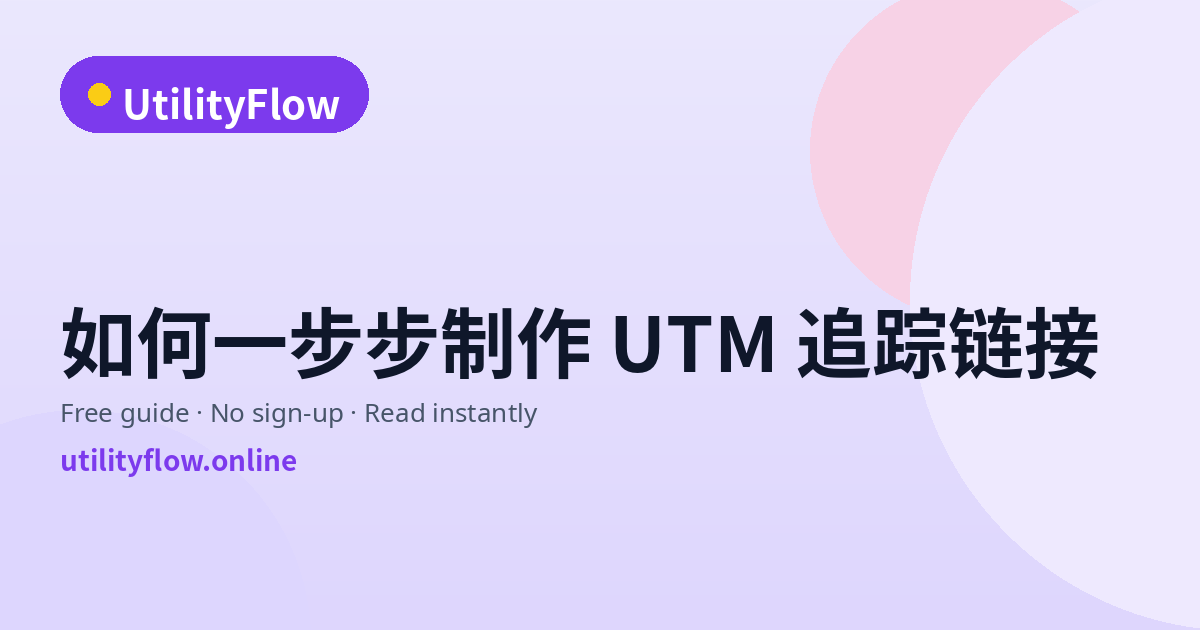 UtilityFlow
如何一步步制作 UTM 追踪链接
Free guide · No sign-up · Read instantly
utilityflow.online